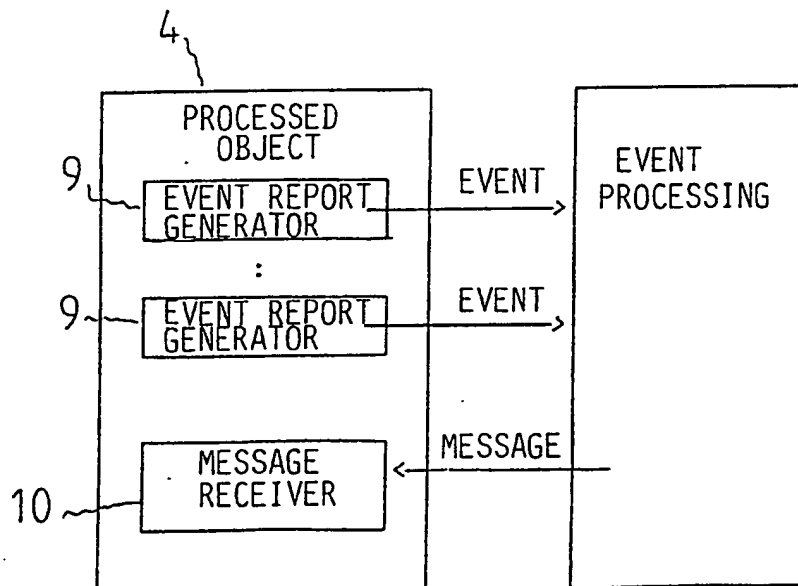 4
PROCESSED
OBJECT
9
EVENT REPORT
GENERATOR
EVENT
EVENT
PROCESSING
:
9
EVENT REPORT
GENERATOR
EVENT
MESSAGE
RECEIVER
MESSAGE
10